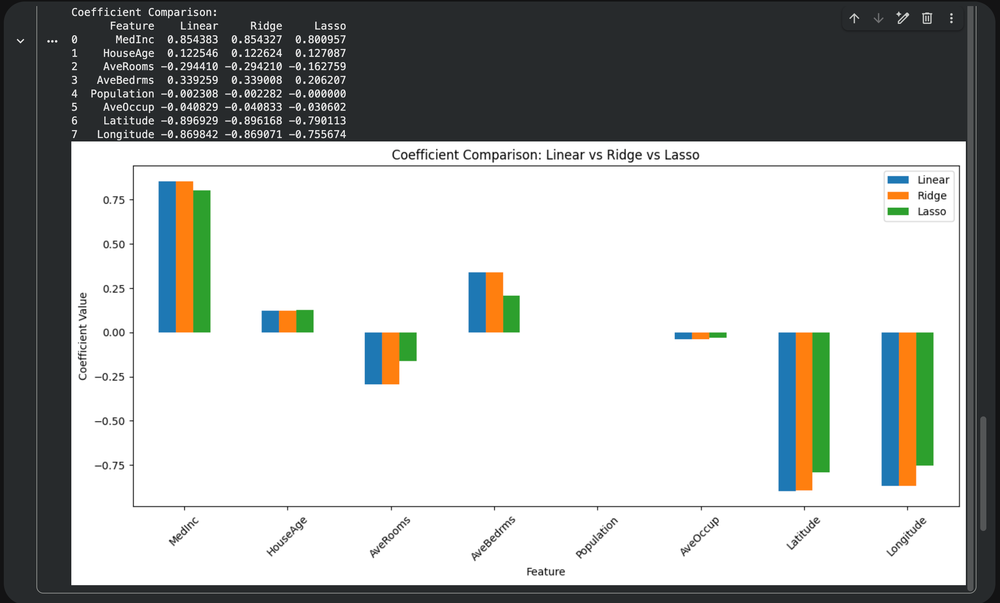 Coefficient Comparison:
Feature Linear Ridge Lasso
0 MedInc 0.854383 0.854327 0.800957
1 HouseAge 0.122546 0.122624 0.127087
2 AveRooms -0.294410 -0.294210 -0.162759
3 AveBedrms 0.339259 0.339008 0.206207
4 Population -0.002308 -0.002282 -0.000000
5 AveOccup -0.040829 -0.040833 -0.030602
6 Latitude -0.896929 -0.896168 -0.790113
7 Longitude -0.869842 -0.869071 -0.755674
Coefficient Comparison: Linear vs Ridge vs Lasso
Linear
Ridge
Lasso
0.75
0.50
0.25
0.00
−0.25
−0.50
−0.75
Coefficient Value
MedInc
HouseAge
AveRooms
AveBedrms
Population
AveOccup
Latitude
Longitude
Feature